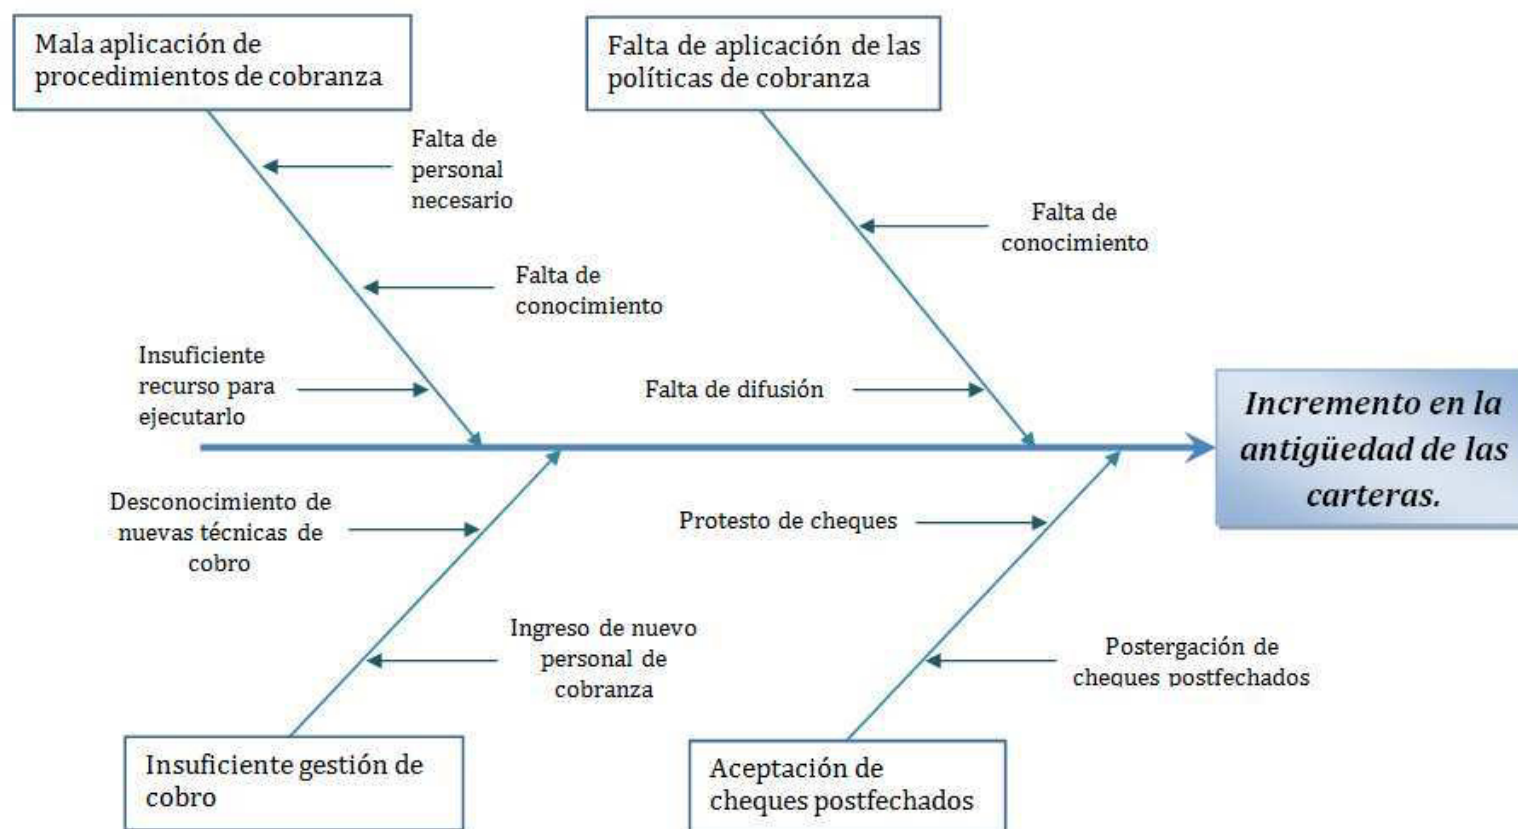 Mala aplicación de
procedimientos de cobranza
Falta de aplicación de las
políticas de cobranza
Falta de
personal
necesario
Falta de
conocimiento
Falta de
conocimiento
Insuficiente
recurso para
ejecutarlo
Falta de difusión
Incremento en la
antigüedad de las
carteras.
Desconocimiento de
nuevas técnicas de
cobro
Protesto de cheques
Ingreso de nuevo
personal de
cobranza
Postergación de
cheques postfechados
Insuficiente gestión de
cobro
Aceptación de
cheques postfechados